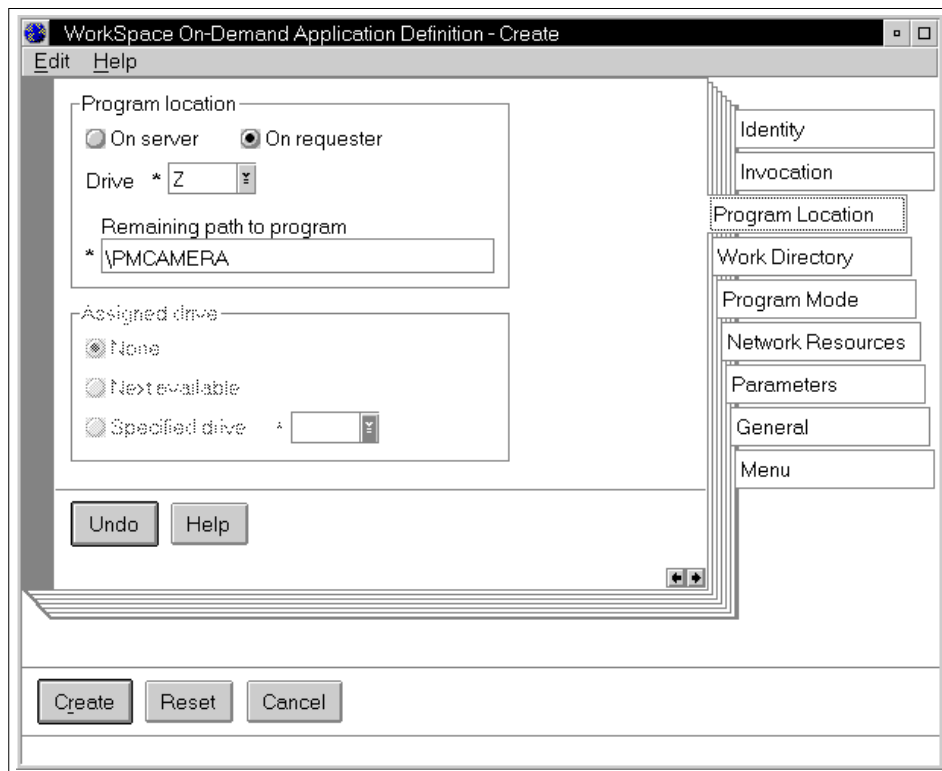 WorkSpace On-Demand Application Definition - Create
Edit Help
Program location
On server On requester
Drive * Z
Remaining path to program
* \PMCAMERA
Assigned drive
None
Next available
Specified drive *
Undo Help
Identity
Invocation
Program Location
Work Directory
Program Mode
Network Resources
Parameters
General
Menu
Create Reset Cancel